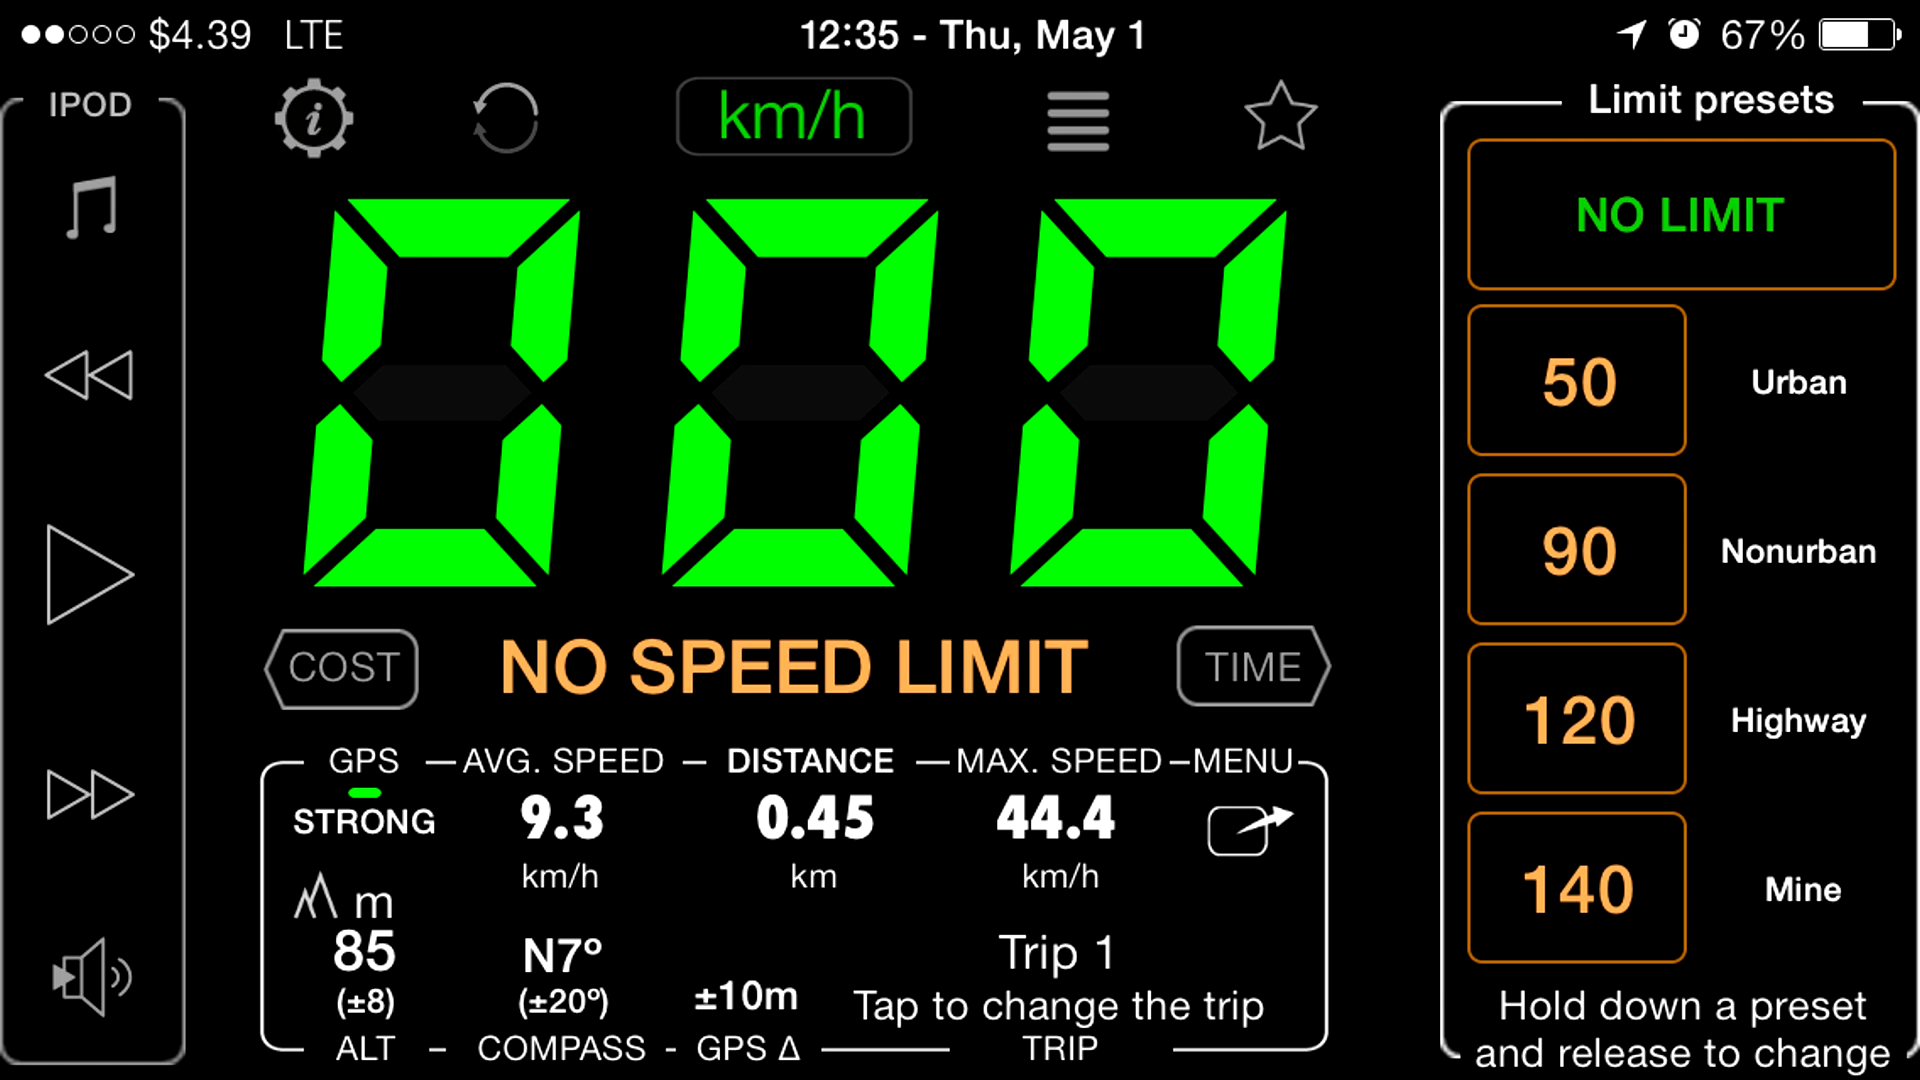 $4.39 LTE 12:35 - Thu, May 1 67%
IPOD
km/h
Limit presets
NO LIMIT
000
50 Urban
90 Nonurban
120 Highway
140 Mine
Hold down a preset
and release to change
COST NO SPEED LIMIT TIME
GPS AVG. SPEED DISTANCE MAX. SPEED MENU
STRONG 9.3 0.45 44.4
km/h km km/h
m
85 N7º Trip 1
(±8) (±20º) ±10m Tap to change the trip
ALT - COMPASS - GPS Δ TRIP